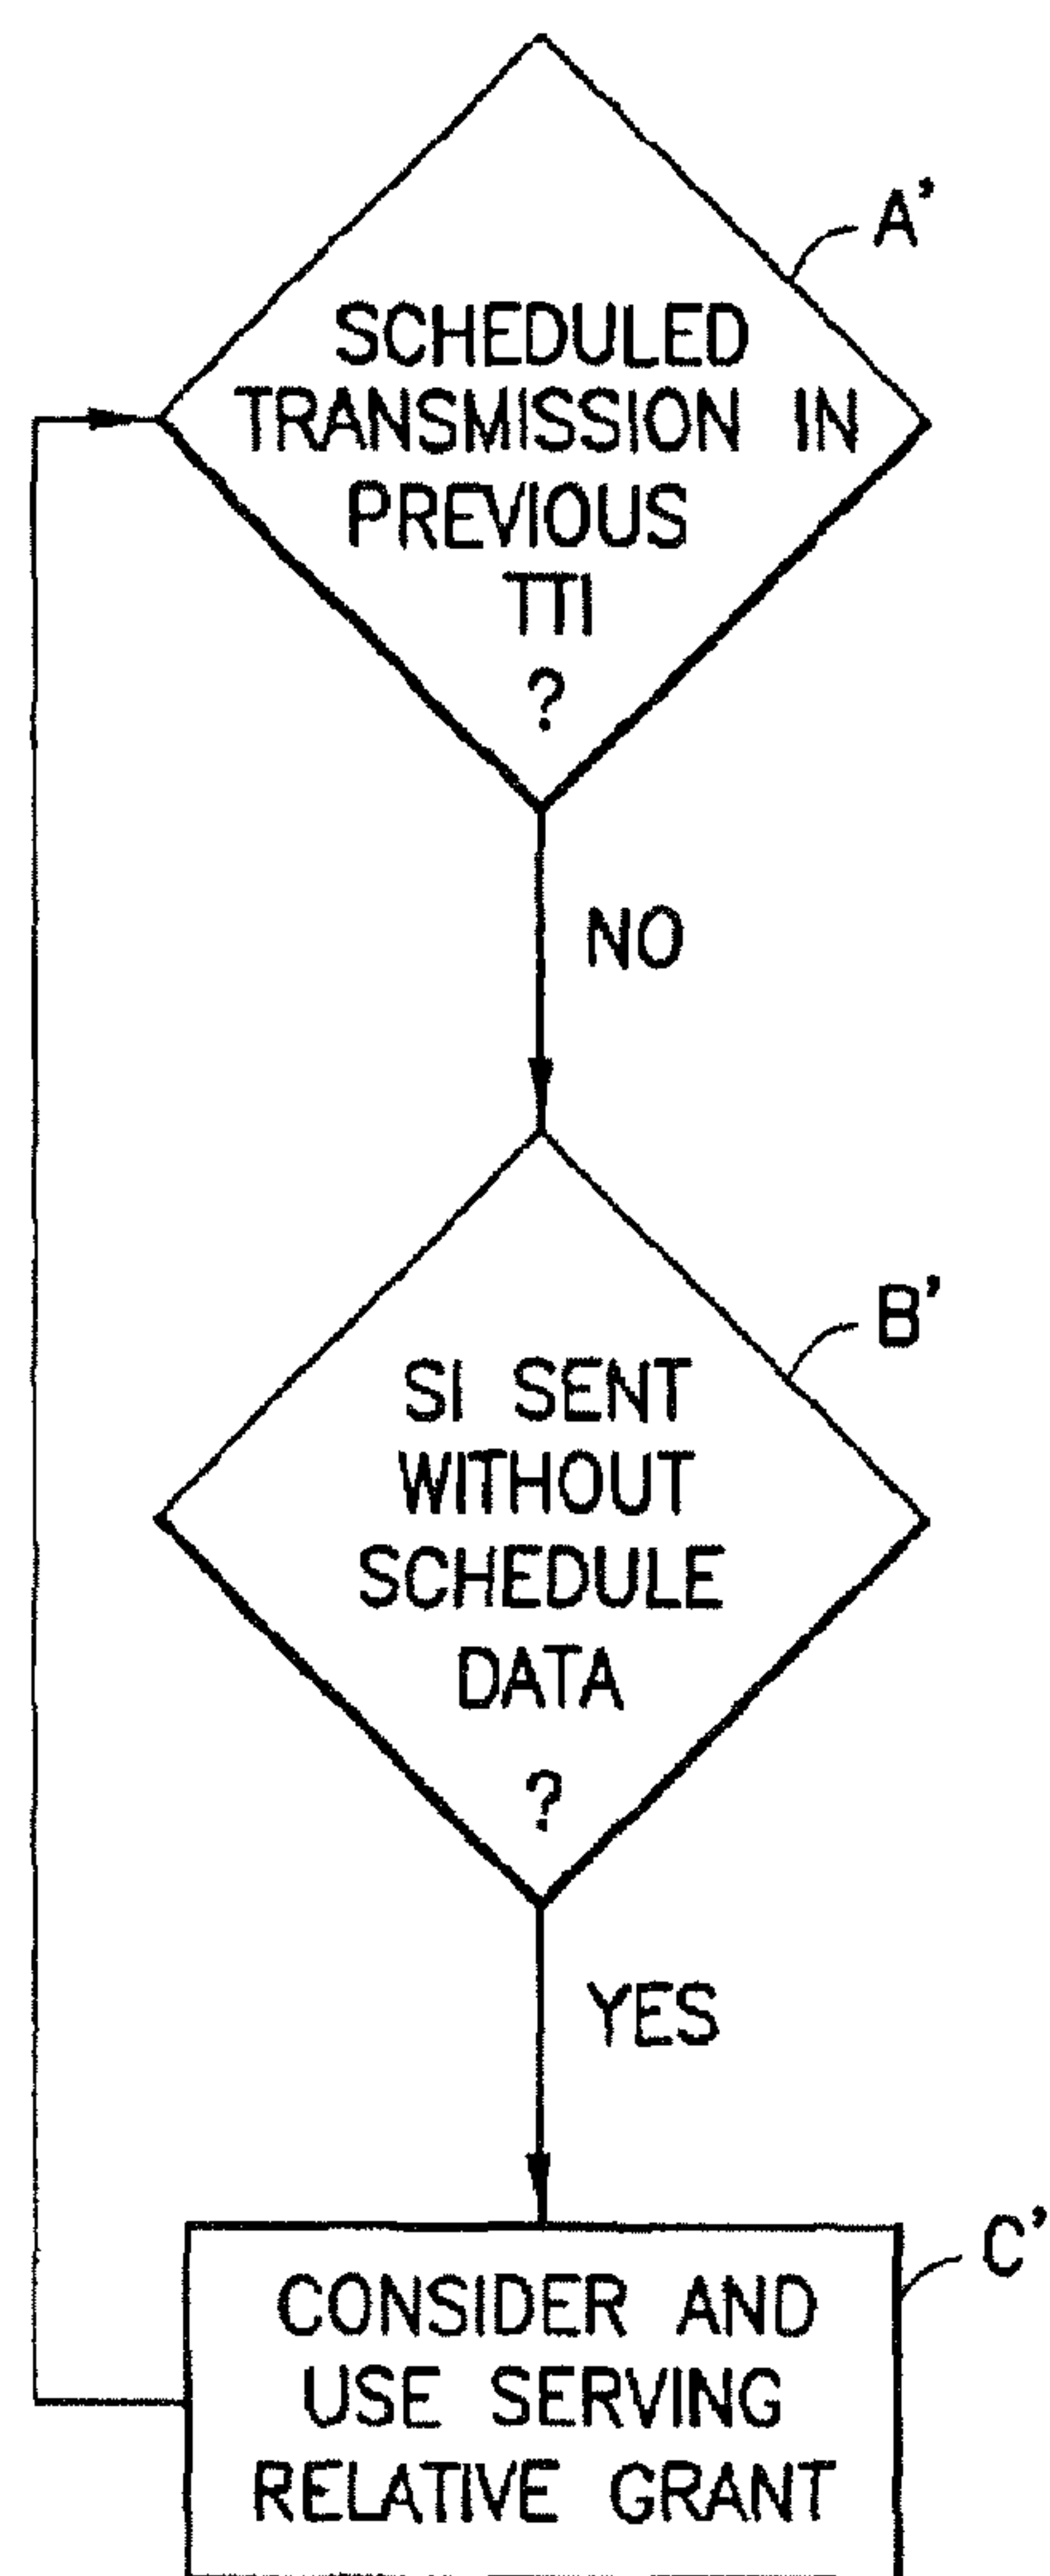 A'
SCHEDULED
TRANSMISSION IN
PREVIOUS
TTI
?
NO
B'
SI SENT
WITHOUT
SCHEDULE
DATA
?
YES
C'
CONSIDER AND
USE SERVING
RELATIVE GRANT